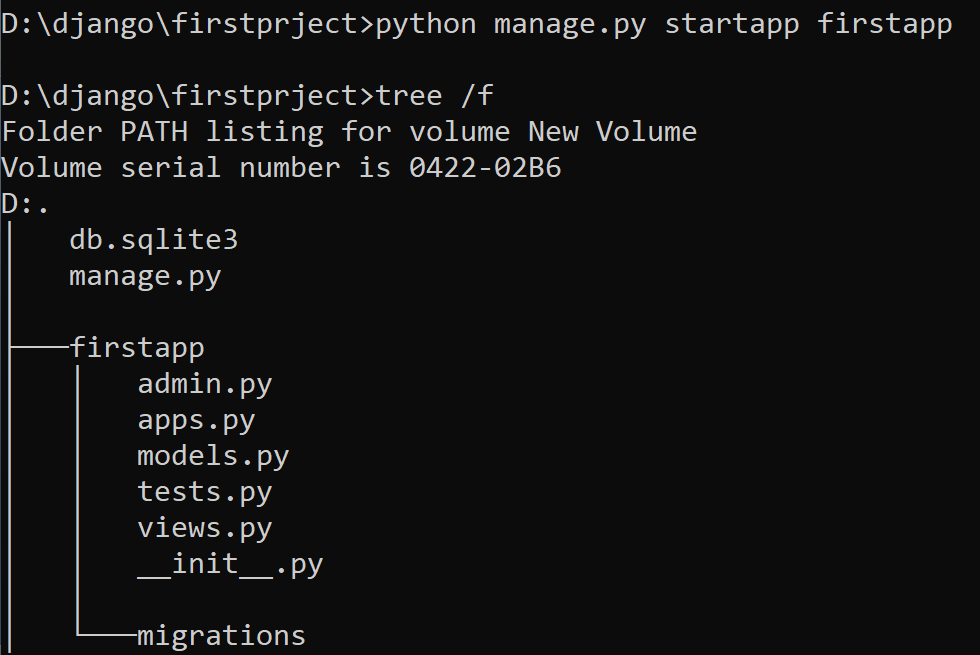 D:\django\firstprject>python manage.py startapp firstapp
D:\django\firstprject>tree /f
Folder PATH listing for volume New Volume
Volume serial number is 0422-02B6
D:.
│   db.sqlite3
│   manage.py
│
├───firstapp
│   │   admin.py
│   │   apps.py
│   │   models.py
│   │   tests.py
│   │   views.py
│   │   __init__.py
│   │
│   └───migrations